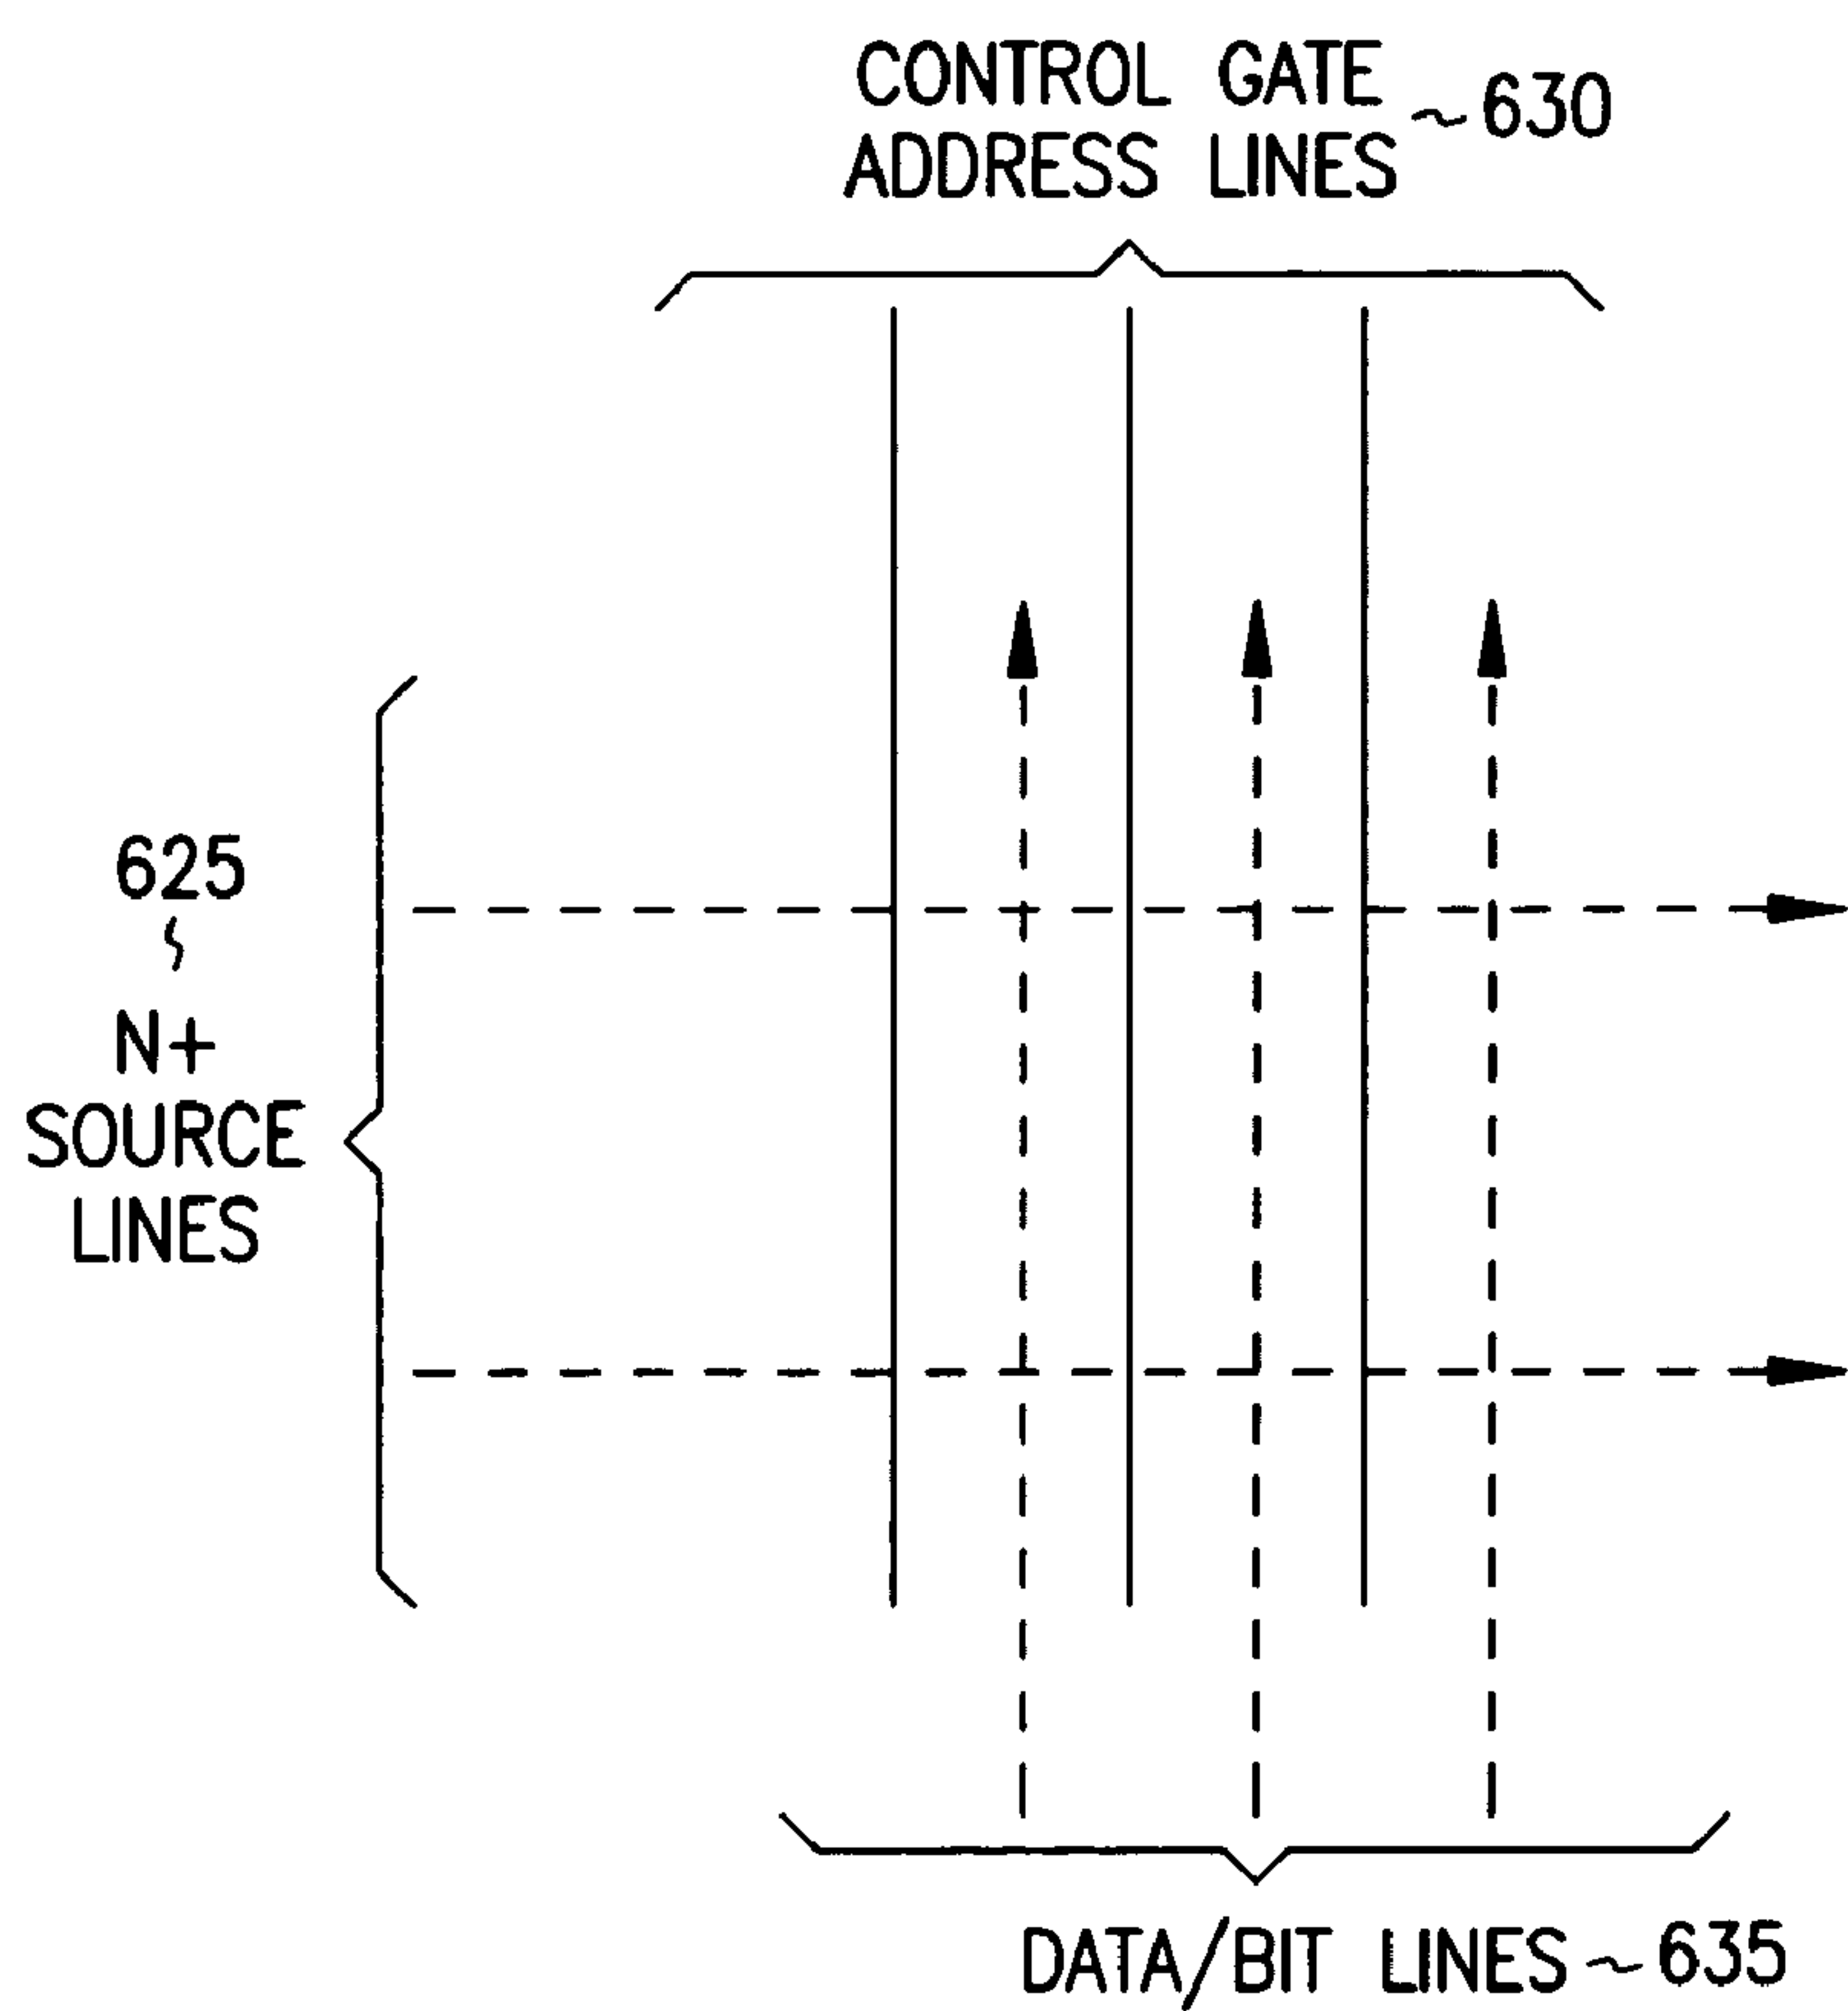 CONTROL GATE
ADDRESS LINES ~630
625
N+
SOURCE
LINES
DATA/BIT LINES ~635